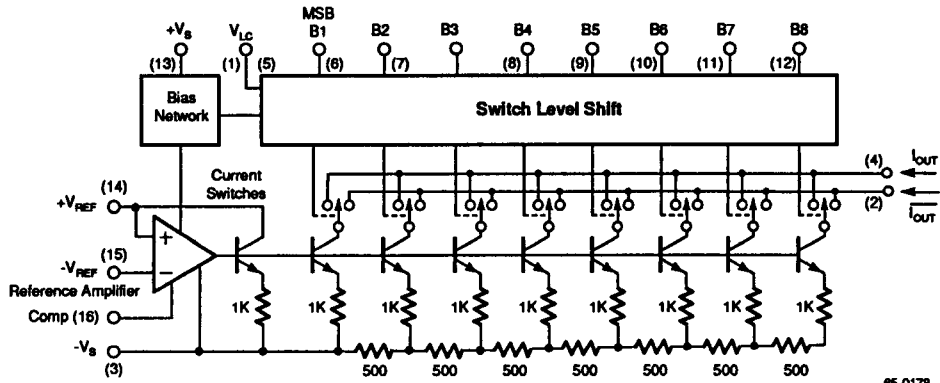 MSB
+VS VLC B1 B2 B3 B4 B5 B6 B7 B8
(13) (1) (5) (6) (7) (8) (9) (10) (11) (12)
Bias
Network
Switch Level Shift
(4) IOUT
(2) IOUT
Current
Switches
(14)
+VREF
+
(15)
-VREF
−
Reference Amplifier
Comp (16)
1K 1K 1K 1K 1K 1K 1K 1K 1K
-VS
(3)
500 500 500 500 500 500 500
65-0178